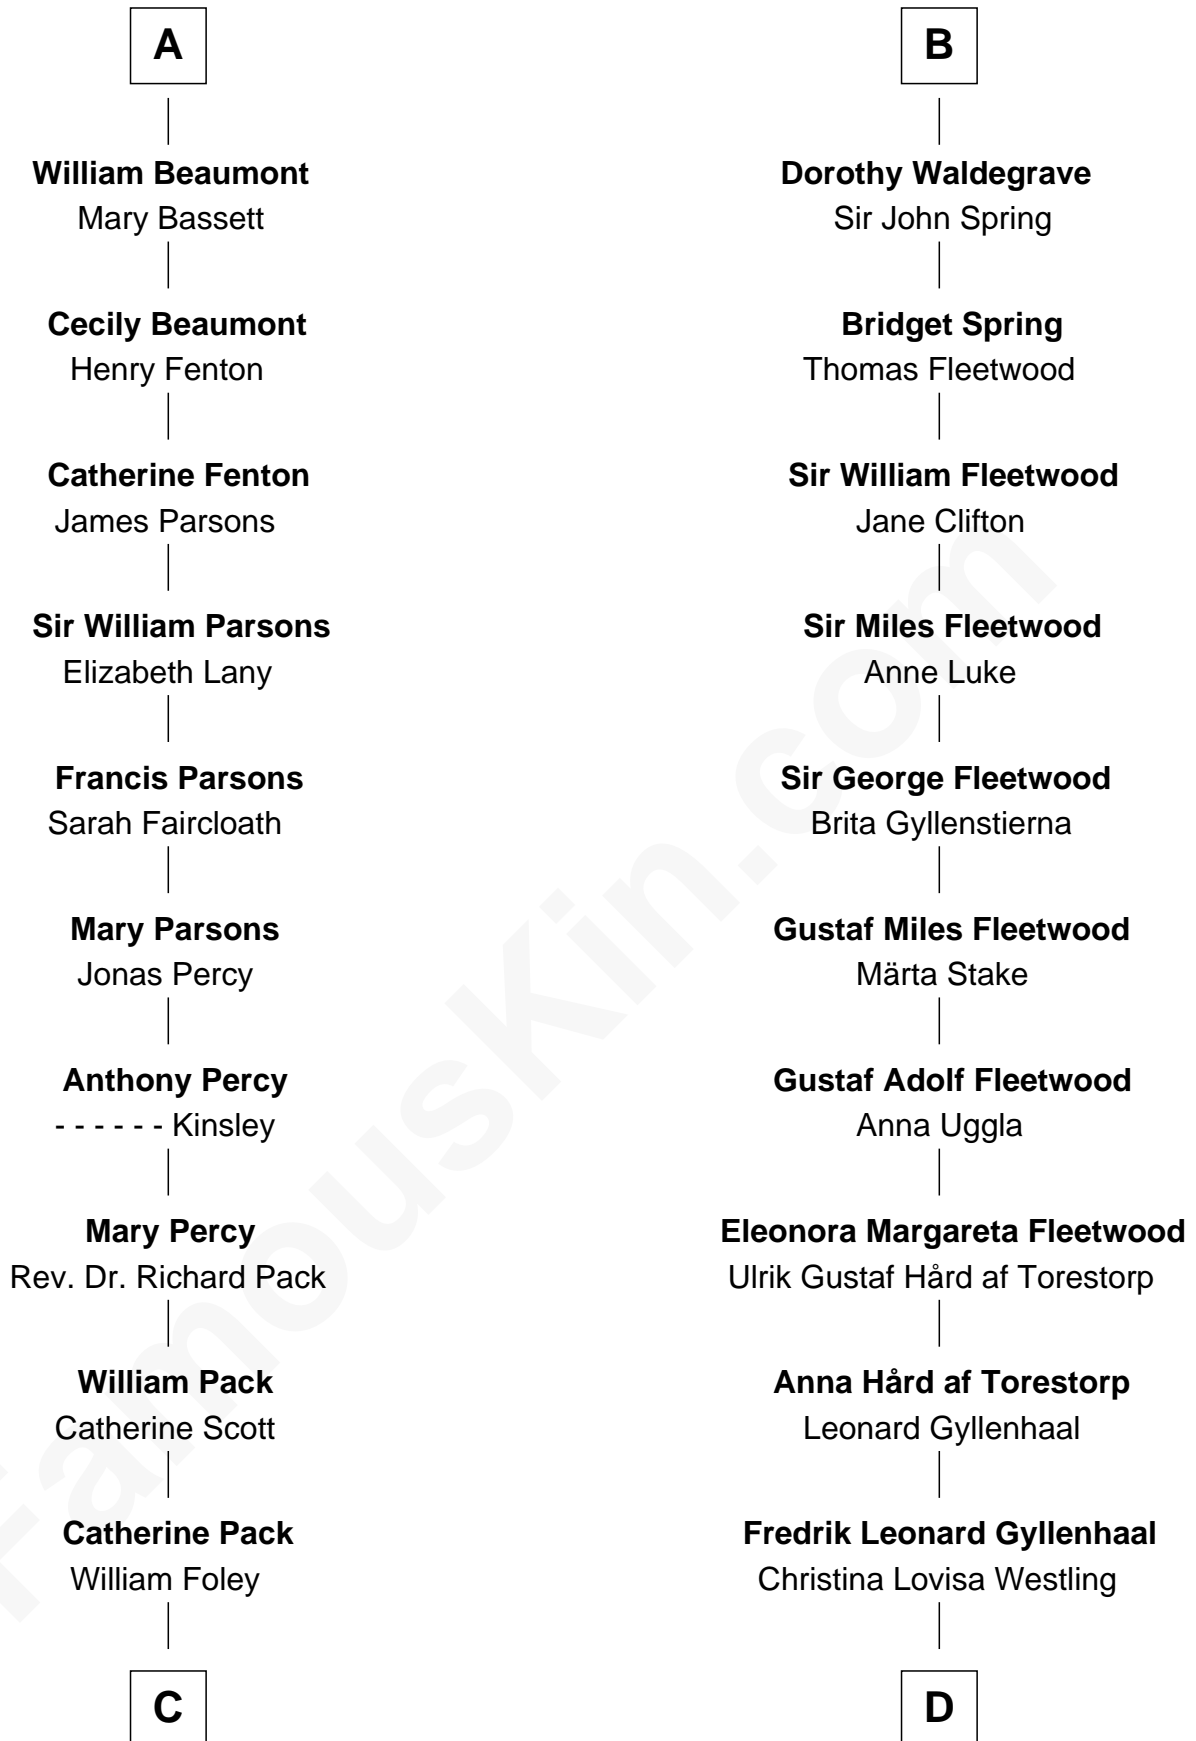 A
William Beaumont
Mary Bassett
Cecily Beaumont
Henry Fenton
Catherine Fenton
James Parsons
Sir William Parsons
Elizabeth Lany
Francis Parsons
Sarah Faircloath
Mary Parsons
Jonas Percy
Anthony Percy
- - - - - - Kinsley
Mary Percy
Rev. Dr. Richard Pack
William Pack
Catherine Scott
Catherine Pack
William Foley
C
B
Dorothy Waldegrave
Sir John Spring
Bridget Spring
Thomas Fleetwood
Sir William Fleetwood
Jane Clifton
Sir Miles Fleetwood
Anne Luke
Sir George Fleetwood
Brita Gyllenstierna
Gustaf Miles Fleetwood
Märta Stake
Gustaf Adolf Fleetwood
Anna Uggla
Eleonora Margareta Fleetwood
Ulrik Gustaf Hård af Torestorp
Anna Hård af Torestorp
Leonard Gyllenhaal
Fredrik Leonard Gyllenhaal
Christina Lovisa Westling
D
FamousKin.com